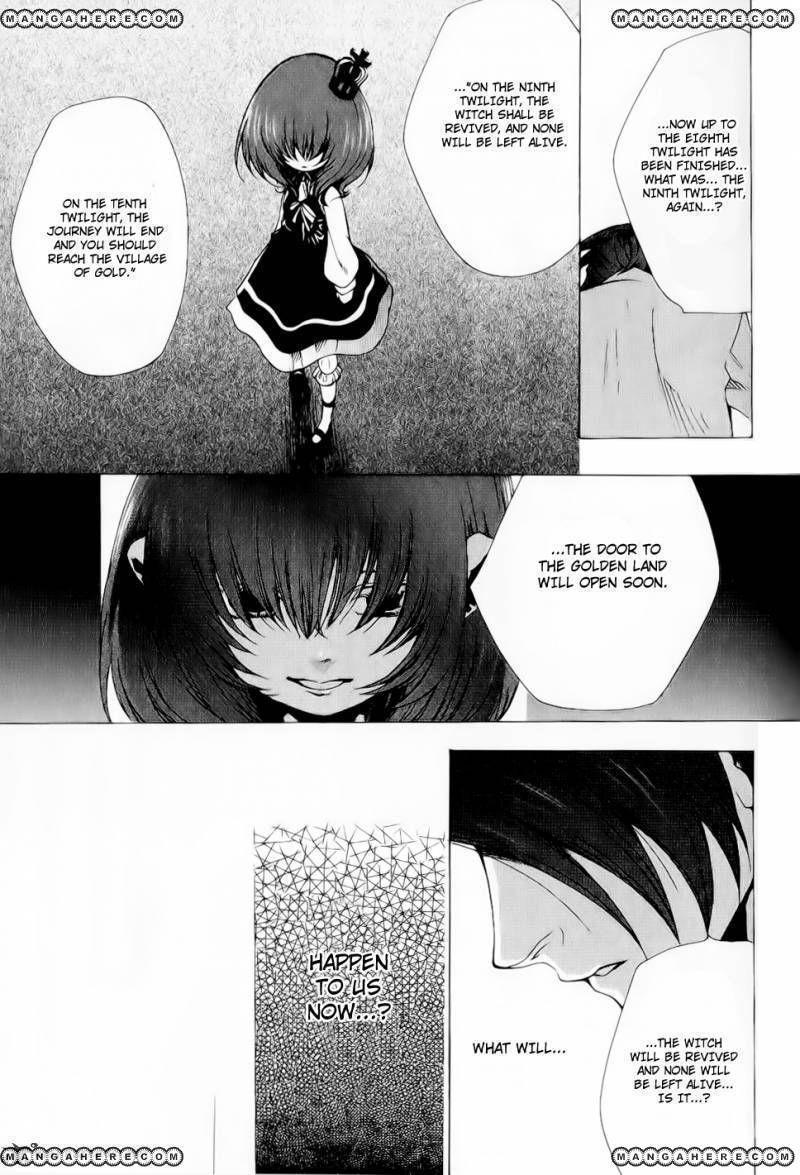 MANGAHERE.COM
MANGAHERE.COM
...NOW UP TO
THE
EIGHTH
TWILIGHT HAS
BEEN FINISHED...
WHAT WAS... THE
NINTH TWILIGHT,
AGAIN...?
..."ON THE NINTH
TWILIGHT, THE
WITCH SHALL BE
REVIVED, AND NONE
WILL BE LEFT ALIVE.
ON THE TENTH
TWILIGHT, THE
JOURNEY WILL END
AND YOU SHOULD
REACH THE VILLAGE
OF GOLD."
...THE DOOR TO
THE GOLDEN LAND
WILL OPEN SOON.
...THE WITCH
WILL BE REVIVED
AND NONE WILL
BE LEFT ALIVE...
IS IT...?
WHAT WILL...
HAPPEN
TO US
NOW...?
MANGAHERE.COM
MANGAHERE.COM